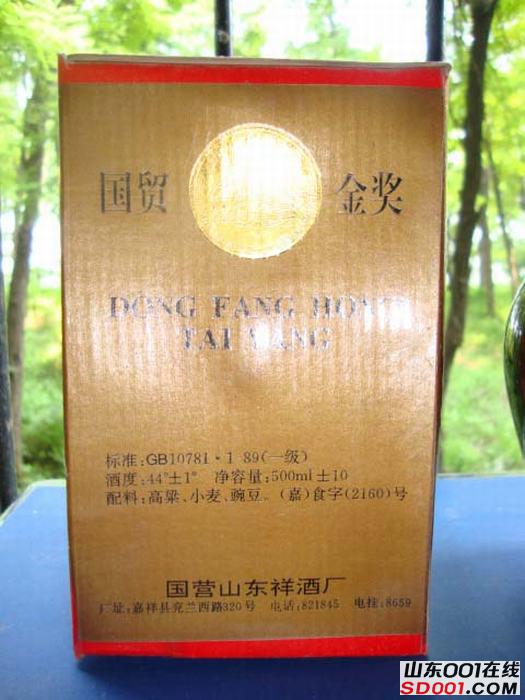 国贸 金奖
DONG FANG HONG
TAI YANG
标准:GB10781·1 89(一级)
酒度:44°±1° 净容量:500ml±10
配料:高粱、小麦、豌豆。(嘉)食字(2160)号
国营山东祥酒厂
厂址:嘉祥县兖兰西路320号 电话:821845 电挂:8659
山东001在线
SD001.COM